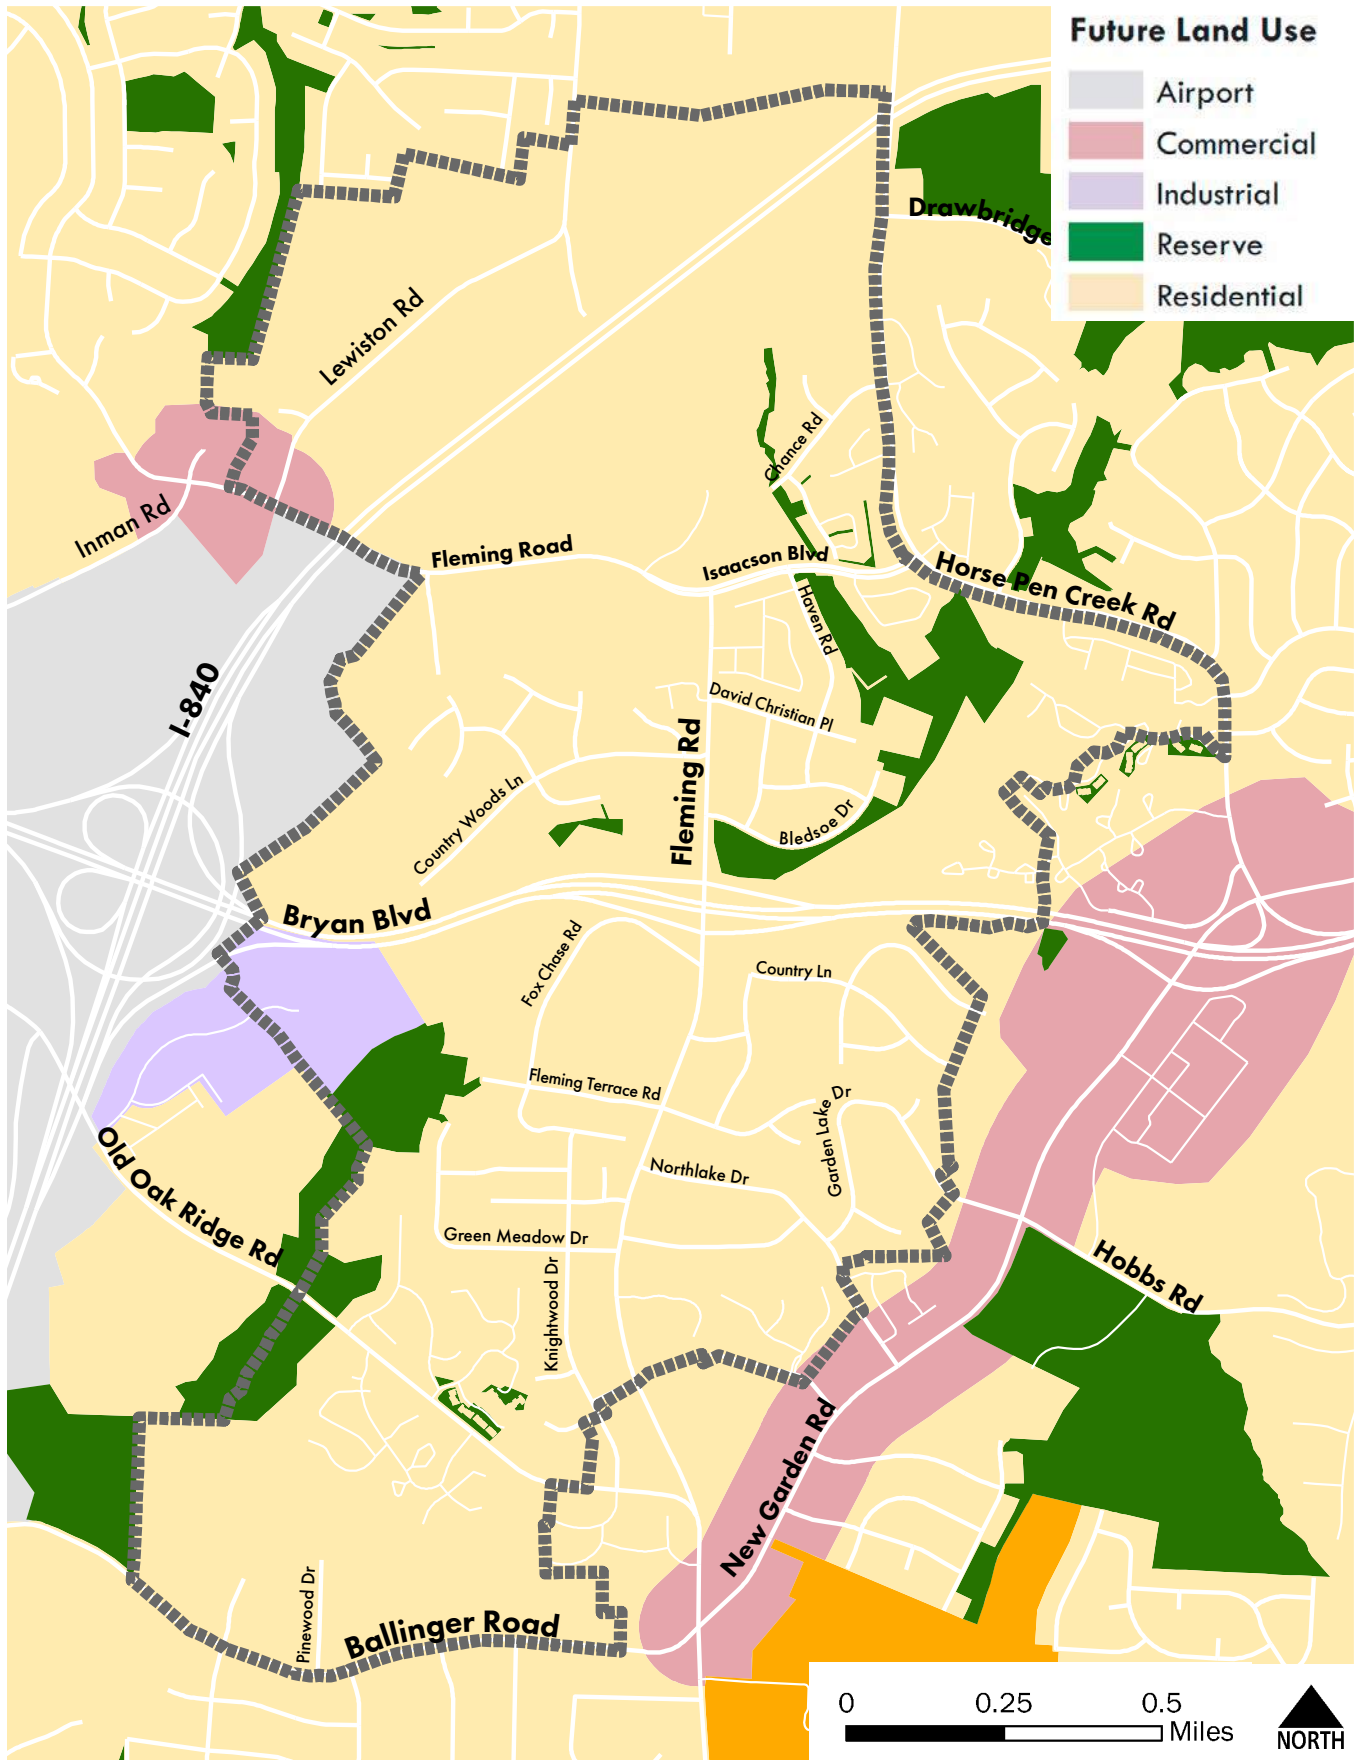 Future Land Use
Airport
Commercial
Industrial
Reserve
Residential
Drawbridge
Lewiston Rd
Chance Rd
Inman Rd
Fleming Road
Isaacson Blvd
Horse Pen Creek Rd
Haven Rd
I-840
David Christian Pl
Fleming Rd
Country Woods Ln
Bledsoe Dr
Bryan Blvd
Fox Chase Rd
Country Ln
Fleming Terrace Rd
Garden Lake Dr
Old Oak Ridge Rd
Northlake Dr
Green Meadow Dr
Knightwood Dr
Hobbs Rd
New Garden Rd
Pinewood Dr
Ballinger Road
0 0.25 0.5
Miles
NORTH